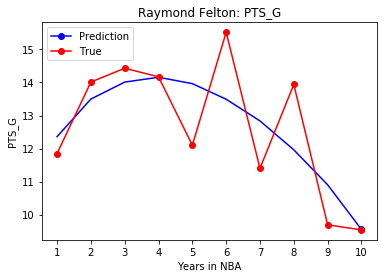 Raymond Felton: PTS_G
Prediction
True
PTS_G
15
14
13
12
11
10
1 2 3 4 5 6 7 8 9 10
Years in NBA